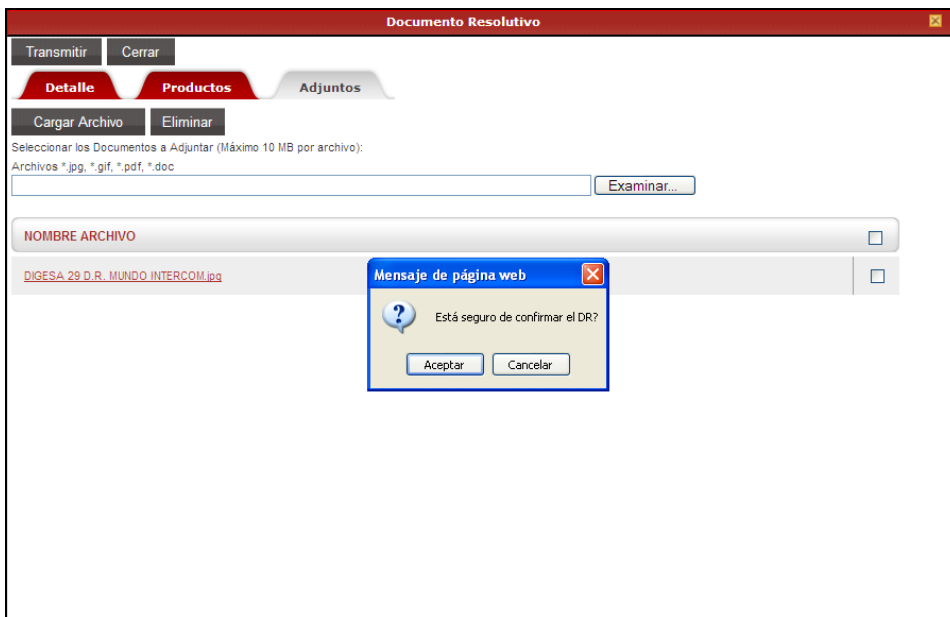 Documento Resolutivo
Transmitir Cerrar
Detalle Productos Adjuntos
Cargar Archivo Eliminar
Seleccionar los Documentos a Adjuntar (Máximo 10 MB por archivo):
Archivos *.jpg, *.gif, *.pdf, *.doc
Examinar...
NOMBRE ARCHIVO
DIGESA 29 D.R. MUNDO INTERCOM.jpg
Mensaje de página web
Está seguro de confirmar el DR?
Aceptar Cancelar